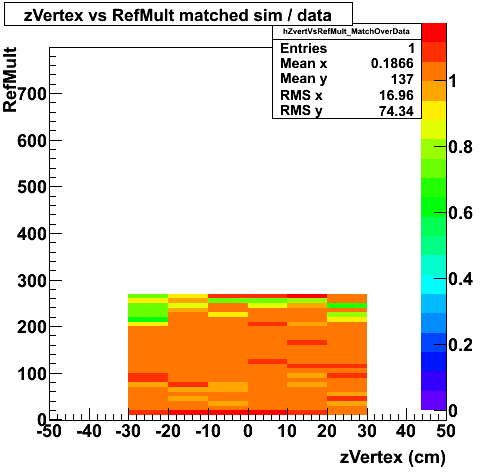 zVertex vs RefMult matched sim / data
hZvertVsRefMult_MatchOverData
Entries 1
Mean x 0.1866
Mean y 137
RMS x 16.96
RMS y 74.34
RefMult
700
600
500
400
300
200
100
0
-50 -40 -30 -20 -10 0 10 20 30 40 50
zVertex (cm)
1
0.8
0.6
0.4
0.2
0